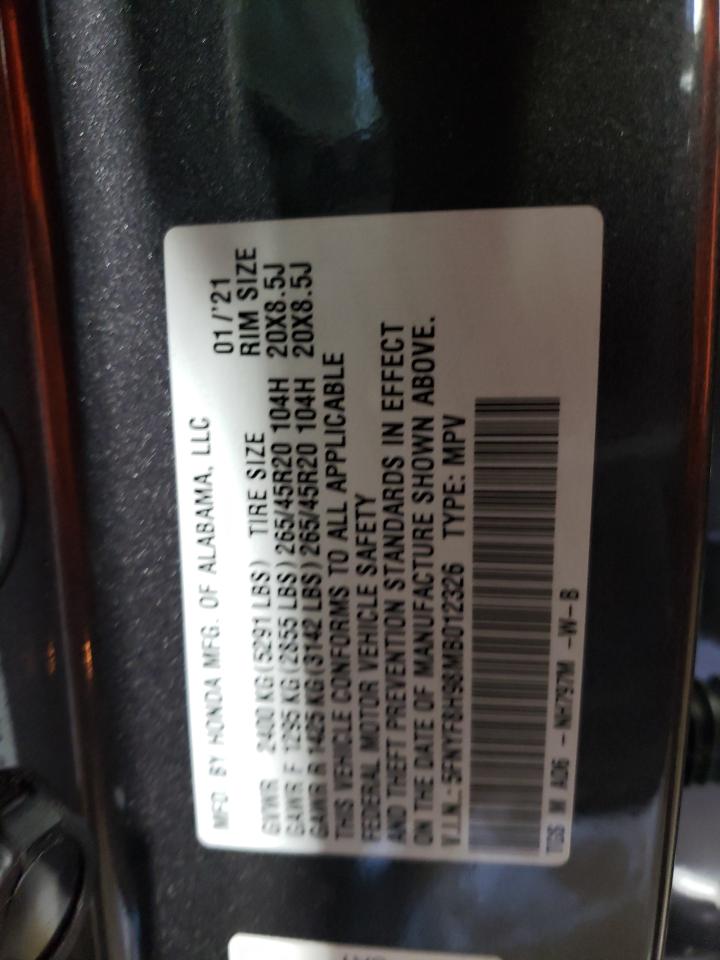 MFD BY HONDA MFG. OF ALABAMA, LLC 01/'21
GVWR 2400 KG(5291 LBS) TIRE SIZE RIM SIZE
GAWR F 1295 KG (2855 LBS) 265/45R20 104H 20X8.5J
GAWR R 1425 KG(3142 LBS) 265/45R20 104H 20X8.5J
THIS VEHICLE CONFORMS TO ALL APPLICABLE
FEDERAL MOTOR VEHICLE SAFETY
AND THEFT PREVENTION STANDARDS IN EFFECT
ON THE DATE OF MANUFACTURE SHOWN ABOVE.
V.I.N.:5FNYF8H98MB012326 TYPE: MPV
TGS M A06 -NH797M -W-B